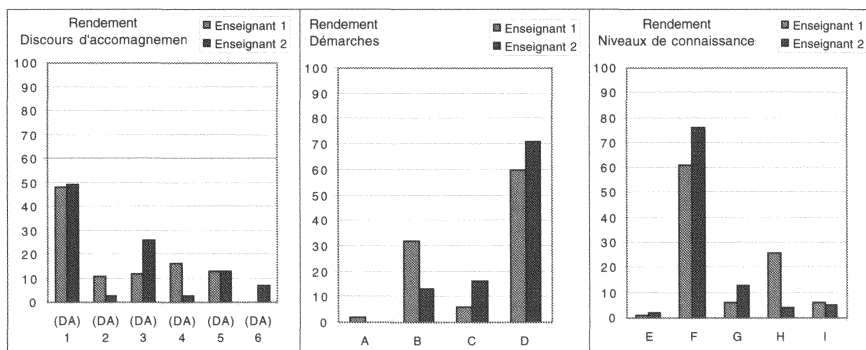 Rendement
Discours d'accomagnemen
Enseignant 1
Enseignant 2
100
90
80
70
60
50
40
30
20
10
0
(DA) (DA) (DA) (DA) (DA) (DA)
1 2 3 4 5 6
Rendement
Démarches
Enseignant 1
Enseignant 2
100
90
80
70
60
50
40
30
20
10
0
A B C D
Rendement
Niveaux de connaissance
Enseignant 1
Enseignant 2
100
90
80
70
60
50
40
30
20
10
0
E F G H I